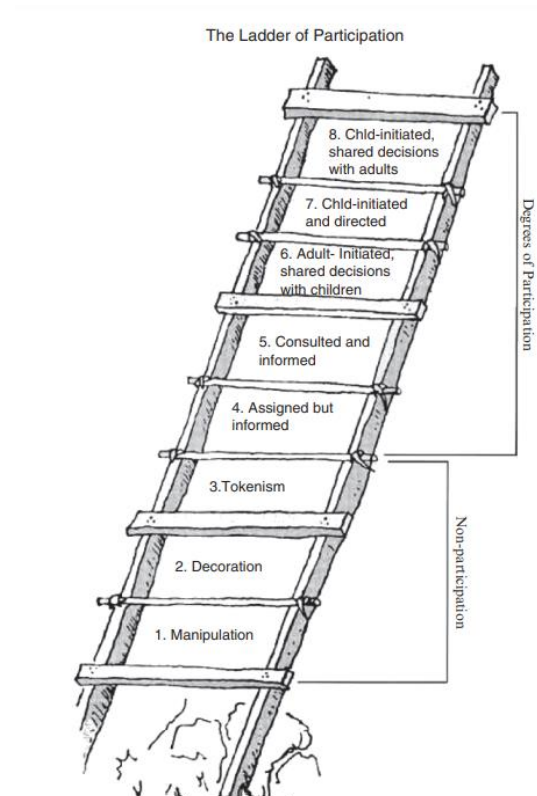 The Ladder of Participation
8. Chld-initiated,
shared decisions
with adults
7. Chld-initiated
and directed
6. Adult- Initiated,
shared decisions
with children
5. Consulted and
informed
4. Assigned but
informed
3.Tokenism
2. Decoration
1. Manipulation
Degrees of Participation
Non-participation